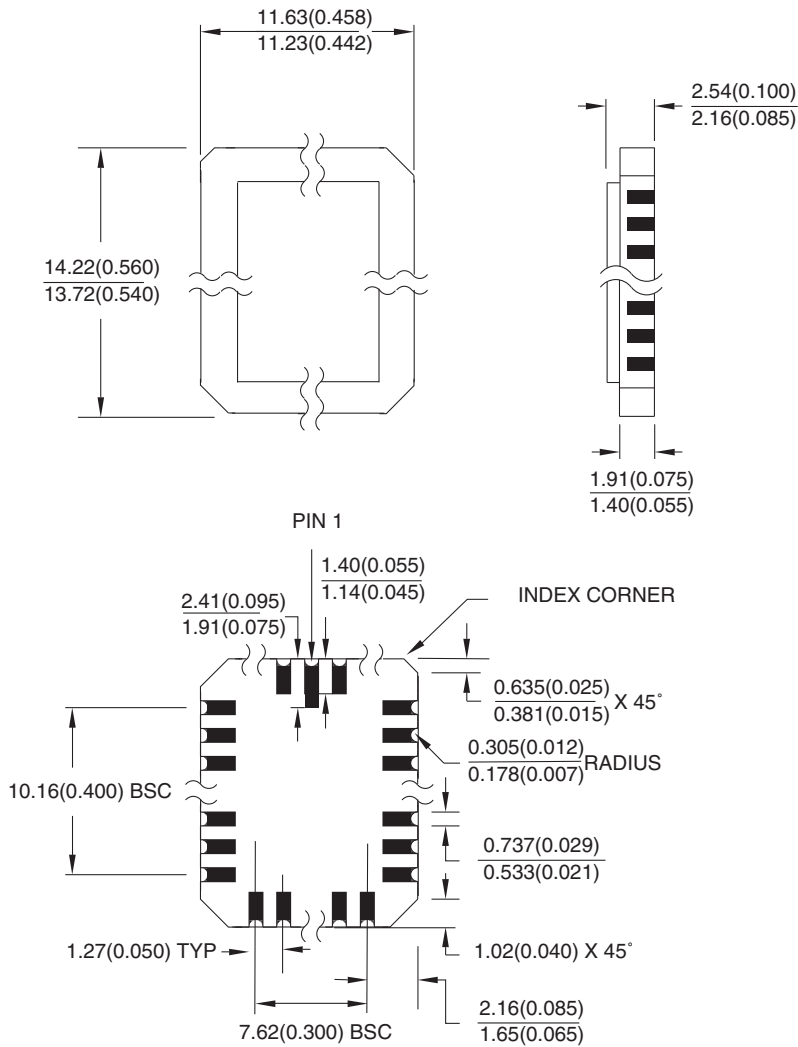 11.63(0.458)
11.23(0.442)
2.54(0.100)
2.16(0.085)
14.22(0.560)
13.72(0.540)
1.91(0.075)
1.40(0.055)
PIN 1
1.40(0.055)
1.14(0.045)
2.41(0.095)
1.91(0.075)
INDEX CORNER
0.635(0.025)
0.381(0.015) X 45°
0.305(0.012)
0.178(0.007) RADIUS
10.16(0.400) BSC
0.737(0.029)
0.533(0.021)
1.27(0.050) TYP
1.02(0.040) X 45°
7.62(0.300) BSC
2.16(0.085)
1.65(0.065)